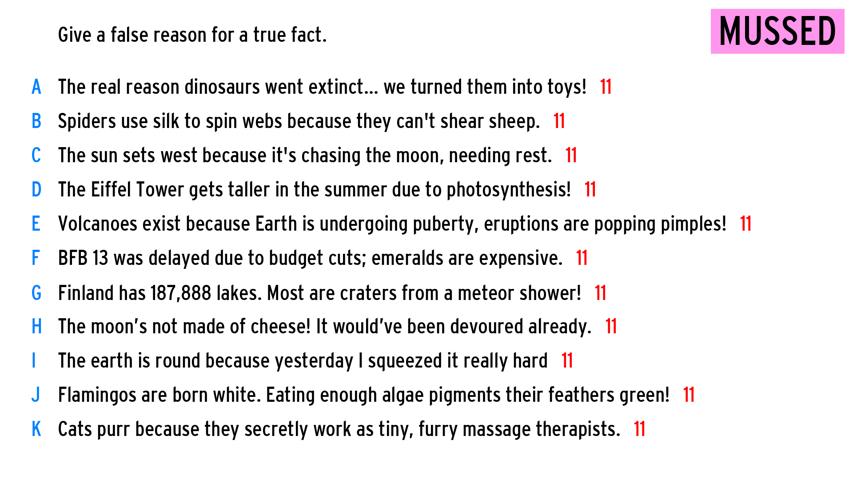 Give a false reason for a true fact.
MUSSED
A The real reason dinosaurs went extinct... we turned them into toys! 11
B Spiders use silk to spin webs because they can't shear sheep. 11
C The sun sets west because it's chasing the moon, needing rest. 11
D The Eiffel Tower gets taller in the summer due to photosynthesis! 11
E Volcanoes exist because Earth is undergoing puberty, eruptions are popping pimples! 11
F BFB 13 was delayed due to budget cuts; emeralds are expensive. 11
G Finland has 187,888 lakes. Most are craters from a meteor shower! 11
H The moon’s not made of cheese! It would’ve been devoured already. 11
I The earth is round because yesterday I squeezed it really hard 11
J Flamingos are born white. Eating enough algae pigments their feathers green! 11
K Cats purr because they secretly work as tiny, furry massage therapists. 11